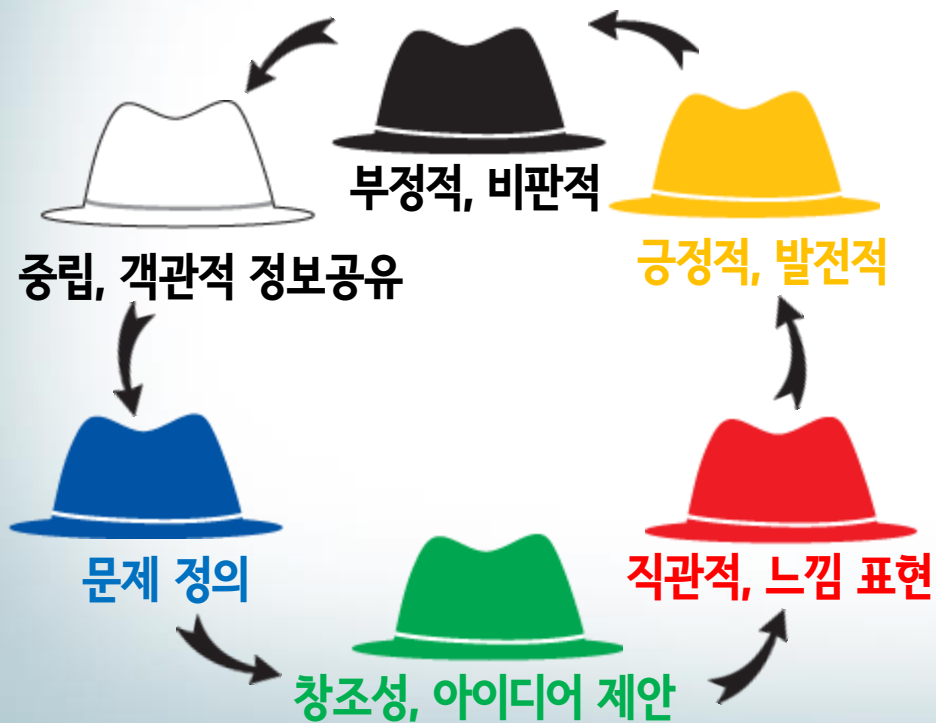 부정적, 비판적
중립, 객관적 정보공유
긍정적, 발전적
문제 정의
직관적, 느낌 표현
창조성, 아이디어 제안